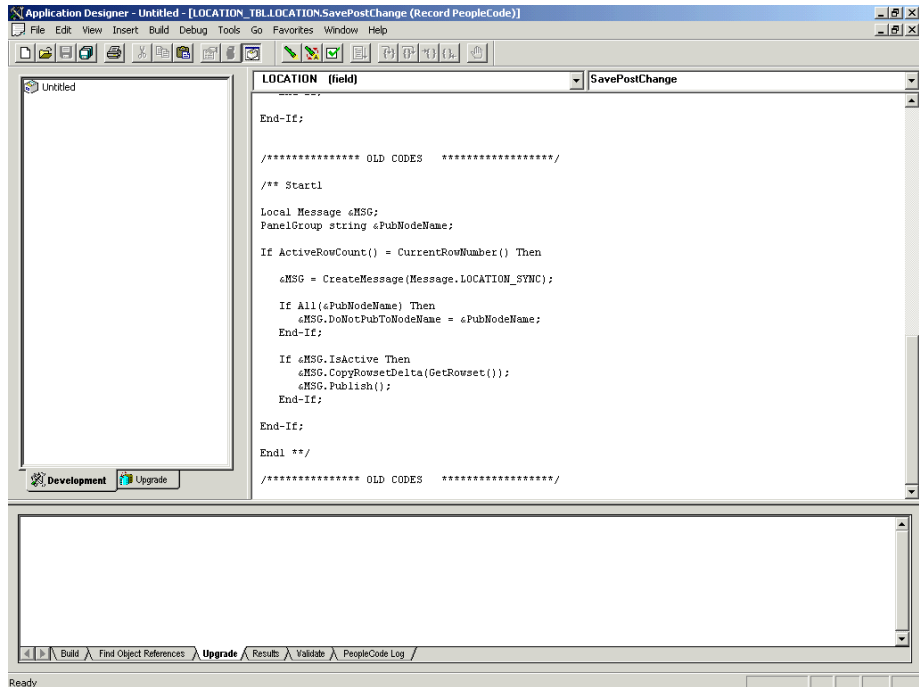 Application Designer - Untitled - [LOCATION_TBL.LOCATION.SavePostChange (Record PeopleCode)]
File Edit View Insert Build Debug Tools Go Favorites Window Help
Untitled
LOCATION (field) SavePostChange
End-If;
End-If;
/*************** OLD CODES ******************/
/** Start1
Local Message &MSG;
PanelGroup string &PubNodeName;
If ActiveRowCount() = CurrentRowNumber() Then
&MSG = CreateMessage(Message.LOCATION_SYNC);
If All(&PubNodeName) Then
&MSG.DoNotPubToNodeName = &PubNodeName;
End-If;
If &MSG.IsActive Then
&MSG.CopyRowsetDelta(GetRowset());
&MSG.Publish();
End-If;
End-If;
End1 **/
/*************** OLD CODES ******************/
Development Upgrade
Build Find Object References Upgrade Results Validate PeopleCode Log
Ready